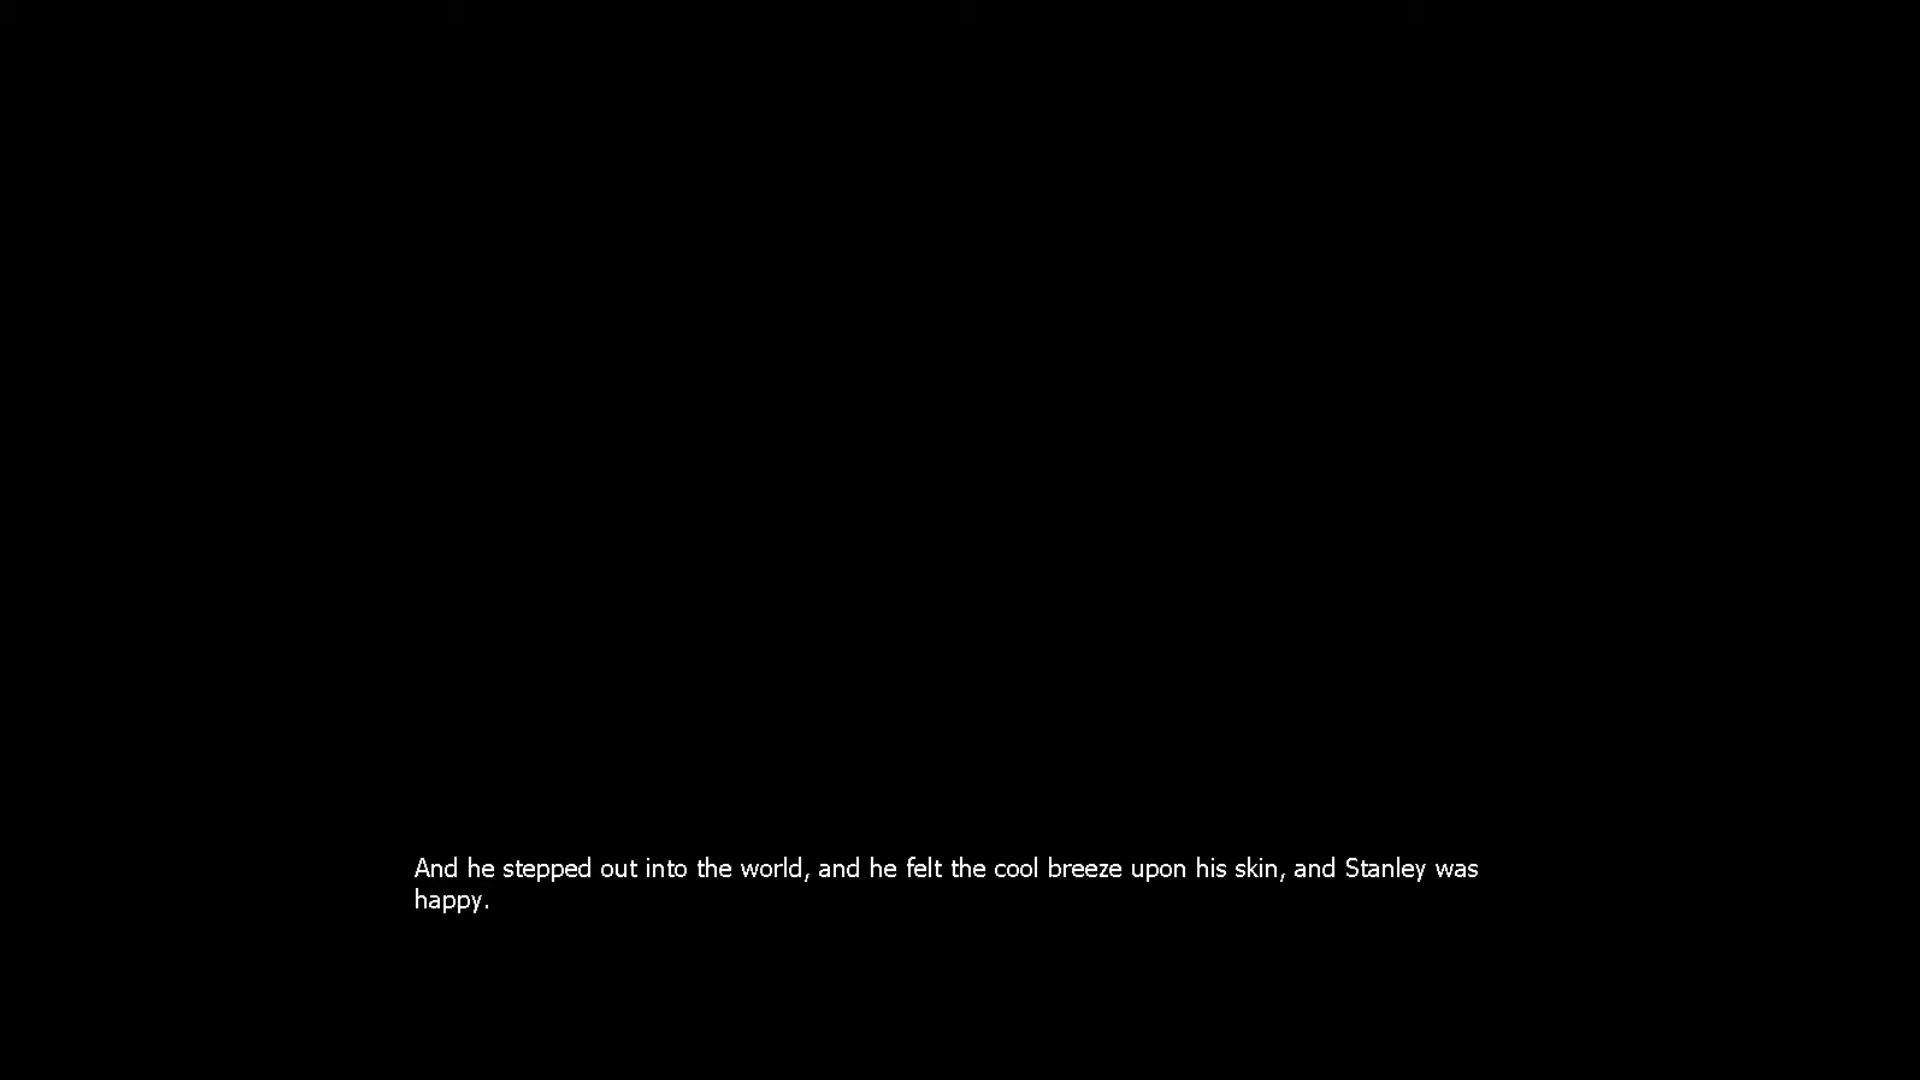 And he stepped out into the world, and he felt the cool breeze upon his skin, and Stanley was
happy.